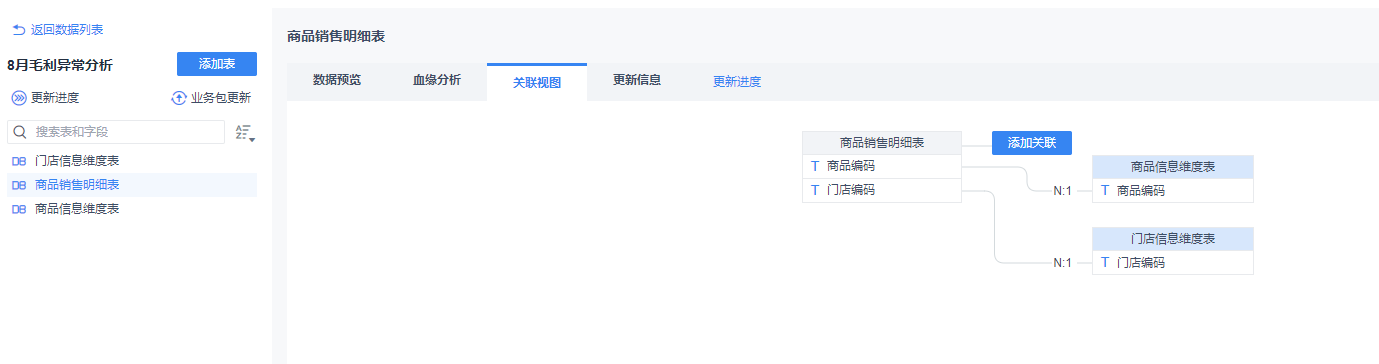 返回数据列表
8月毛利异常分析
添加表
更新进度
业务包更新
搜索表和字段
门店信息维度表
商品销售明细表
商品信息维度表
商品销售明细表
数据预览
血缘分析
关联视图
更新信息
更新进度
商品销售明细表
添加关联
T 商品编码
T 门店编码
商品信息维度表
N:1
T 商品编码
门店信息维度表
N:1
T 门店编码